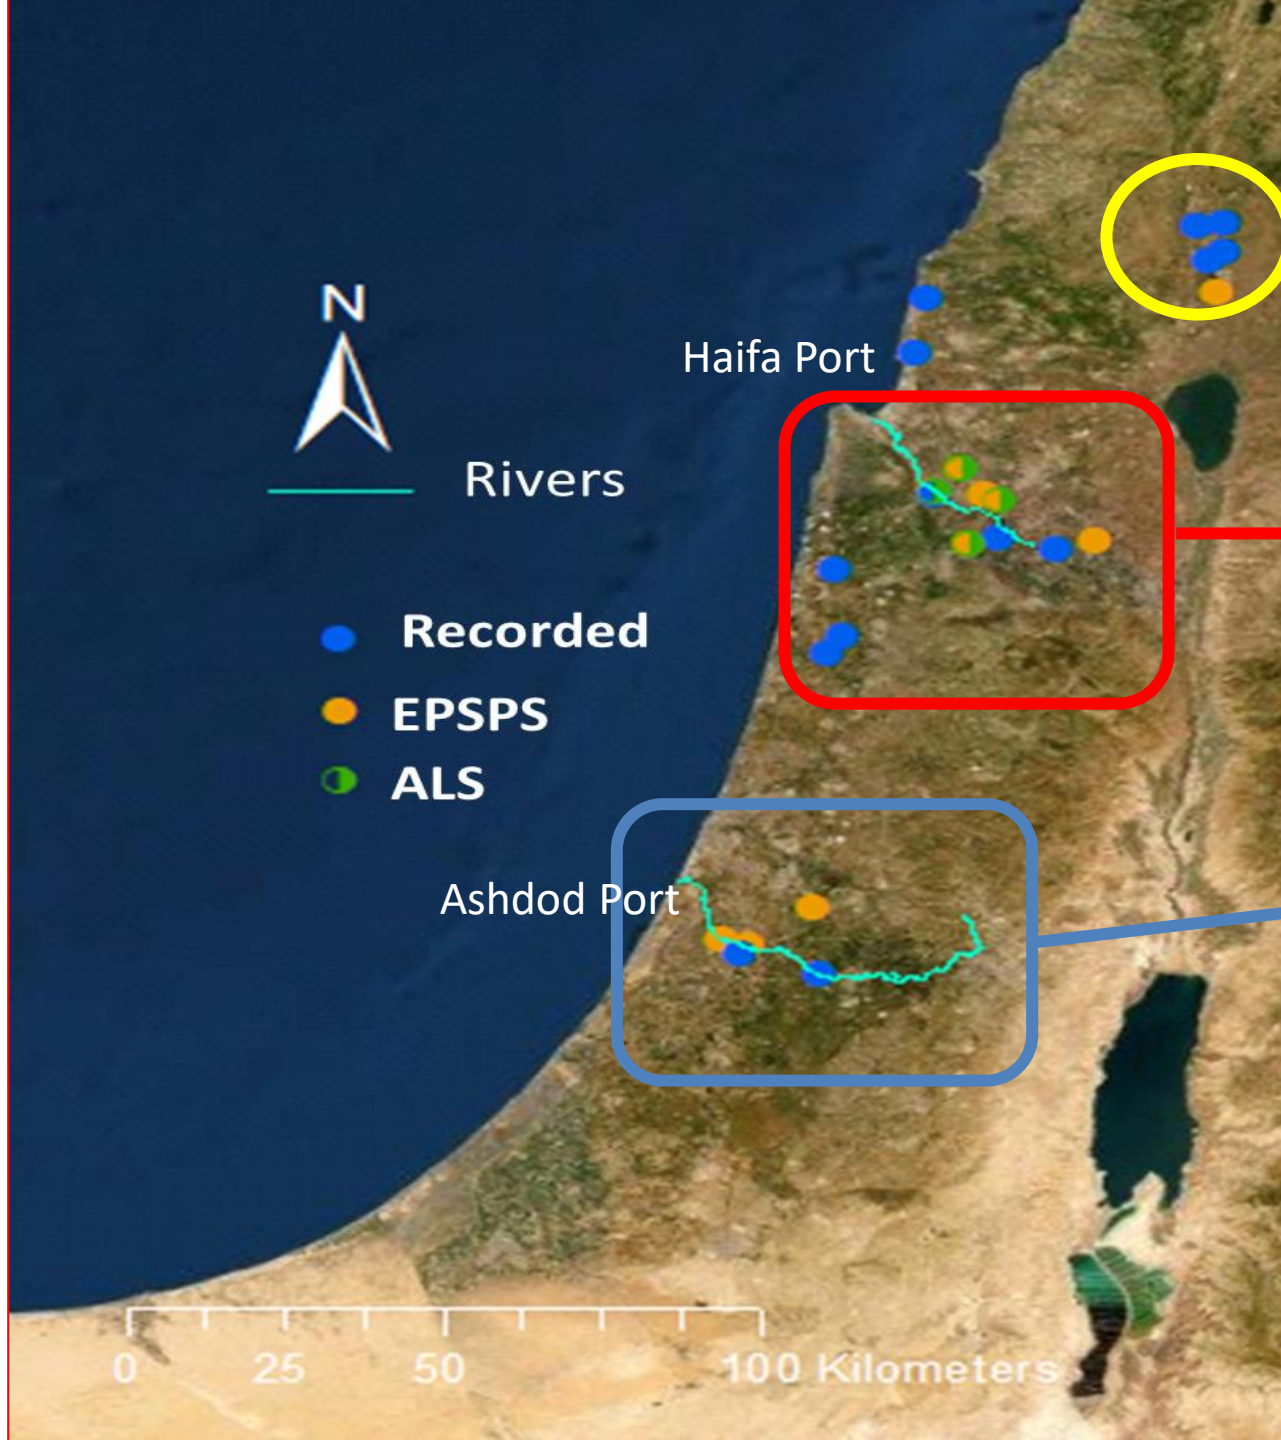 N
Haifa Port
Rivers
Recorded
EPSPS
ALS
Ashdod Port
0 25 50 100 Kilometers